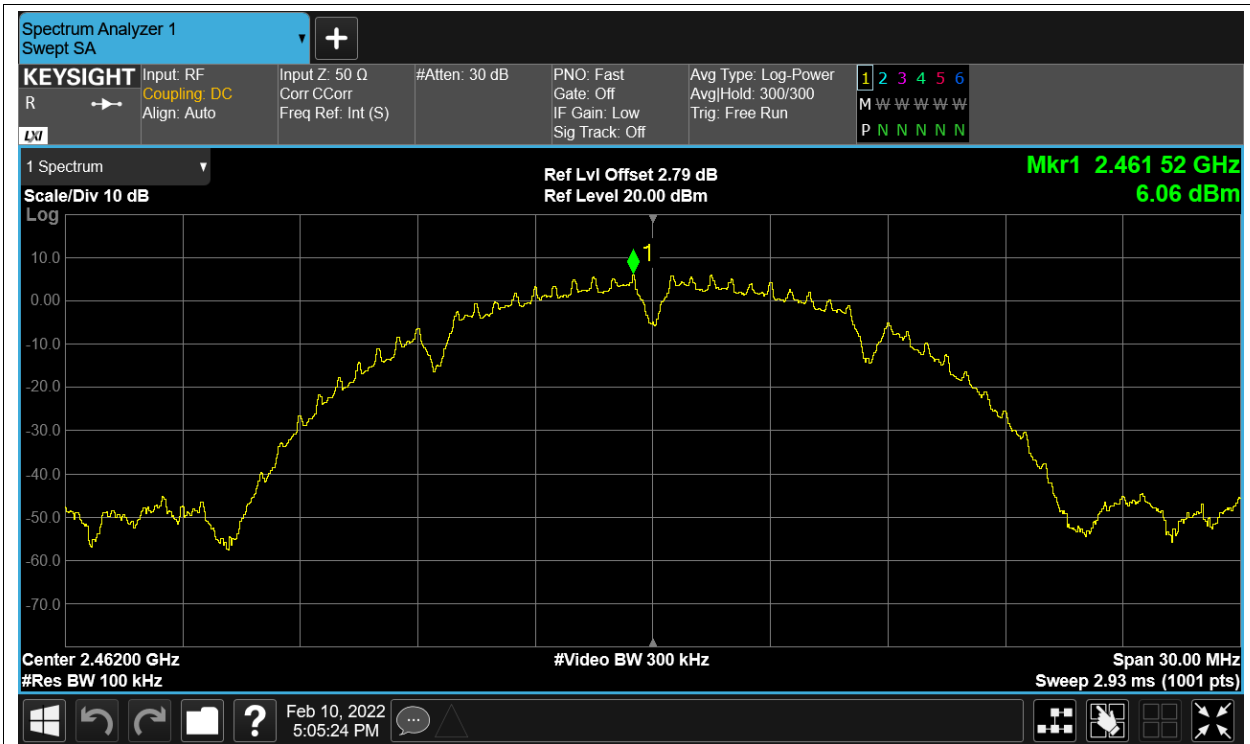 Spectrum Analyzer 1
Swept SA
KEYSIGHT
R
LXI
Input: RF
Coupling: DC
Align: Auto
Input Z: 50 Ω
Corr CCorr
Freq Ref: Int (S)
#Atten: 30 dB
PNO: Fast
Gate: Off
IF Gain: Low
Sig Track: Off
Avg Type: Log-Power
Avg|Hold: 300/300
Trig: Free Run
1 2 3 4 5 6
M W W W W W
P N N N N N
1 Spectrum
Scale/Div 10 dB
Ref Lvl Offset 2.79 dB
Ref Level 20.00 dBm
Mkr1 2.461 52 GHz
6.06 dBm
Log
1
10.0
0.00
-10.0
-20.0
-30.0
-40.0
-50.0
-60.0
-70.0
Center 2.46200 GHz
#Video BW 300 kHz
Span 30.00 MHz
#Res BW 100 kHz
Sweep 2.93 ms (1001 pts)
?
Feb 10, 2022
5:05:24 PM